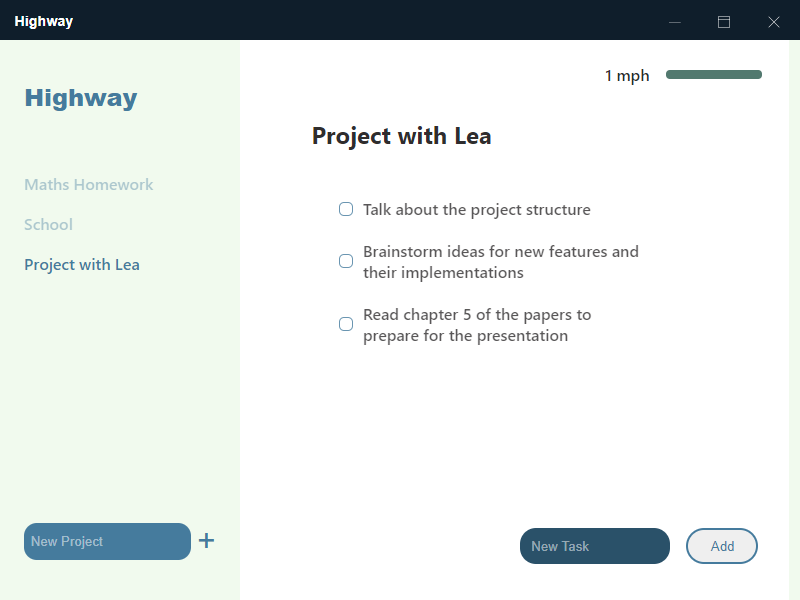 Highway
Highway
Maths Homework
School
Project with Lea
New Project
+
1 mph
Project with Lea
Talk about the project structure
Brainstorm ideas for new features and
their implementations
Read chapter 5 of the papers to
prepare for the presentation
New Task
Add